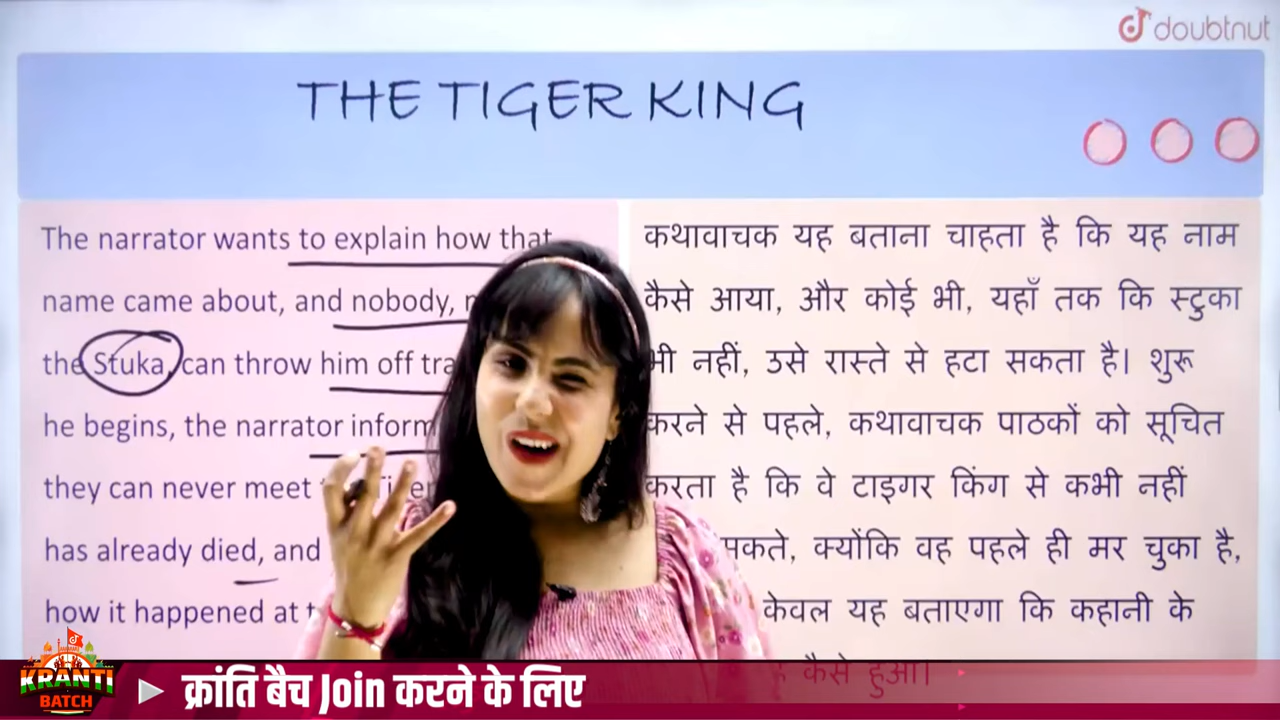 doubtnut
THE TIGER KING
The narrator wants to explain how that
name came about, and nobody,
the Stuka, can throw him off
he begins, the narrator
they can never meet
has already died, and
how it happened at
कथावाचक यह बताना चाहता है कि यह नाम
कैसे आया, और कोई भी, यहाँ तक कि स्टुका
भी नहीं, उसे रास्ते से हटा सकता है। शुरू
करने से पहले, कथावाचक पाठकों को सूचित
करता है कि वे टाइगर किंग से कभी नहीं
क्योंकि वह पहले ही मर चुका है,
केवल यह बताएगा कि कहानी के
कैसे हुआ।
KRANTI
BATCH
क्रांति बैच Join करने के लिए